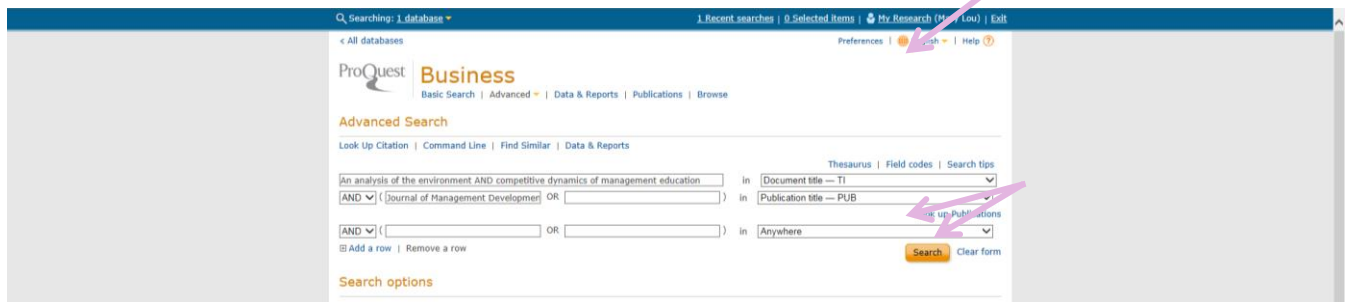 Searching: 1 database 1 Recent searches | 0 Selected items | My Research Lou) | Exit
< All databases Preferences | | Help ?
ProQuest Business
Basic Search | Advanced | Data & Reports | Publications | Browse
Advanced Search
Look Up Citation | Command Line | Find Similar | Data & Reports
Thesaurus | Field codes | Search tips
An analysis of the environment AND competitive dynamics of management education in Document title — TI
AND ( Journal of Management Developmen OR ) in Publication title — PUB
up Publications
AND ( OR ) in Anywhere
Add a row | Remove a row Search Clear form
Search options